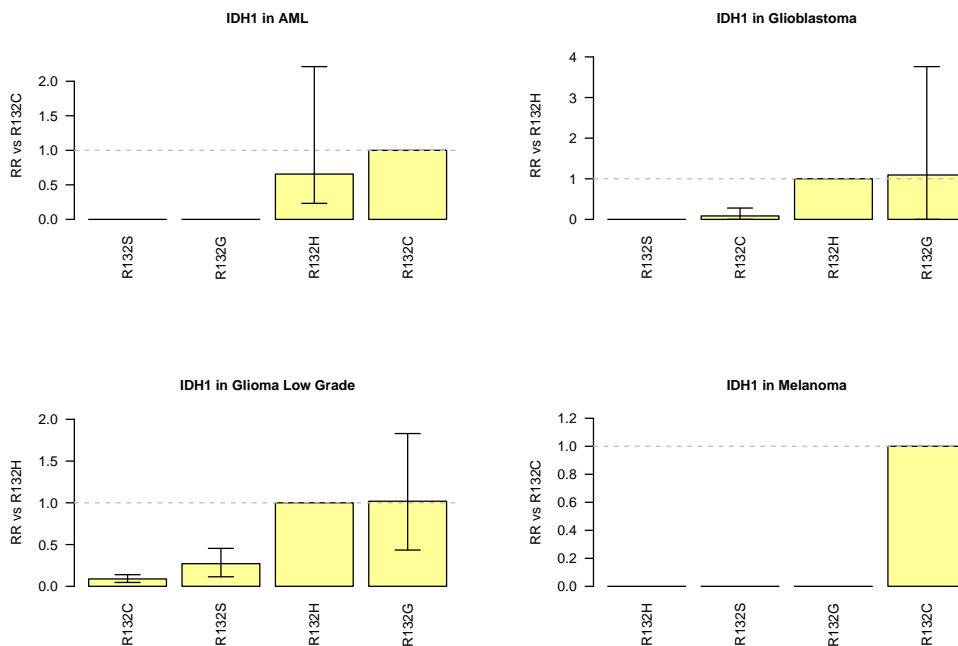 IDH1 in AML
RR vs R132C
2.0
1.5
1.0
0.5
0.0
R132S
R132G
R132H
R132C
IDH1 in Glioblastoma
RR vs R132H
4
3
2
1
0
R132S
R132C
R132H
R132G
IDH1 in Glioma Low Grade
RR vs R132H
2.0
1.5
1.0
0.5
0.0
R132C
R132S
R132H
R132G
IDH1 in Melanoma
RR vs R132C
1.2
1.0
0.8
0.6
0.4
0.2
0.0
R132H
R132S
R132G
R132C